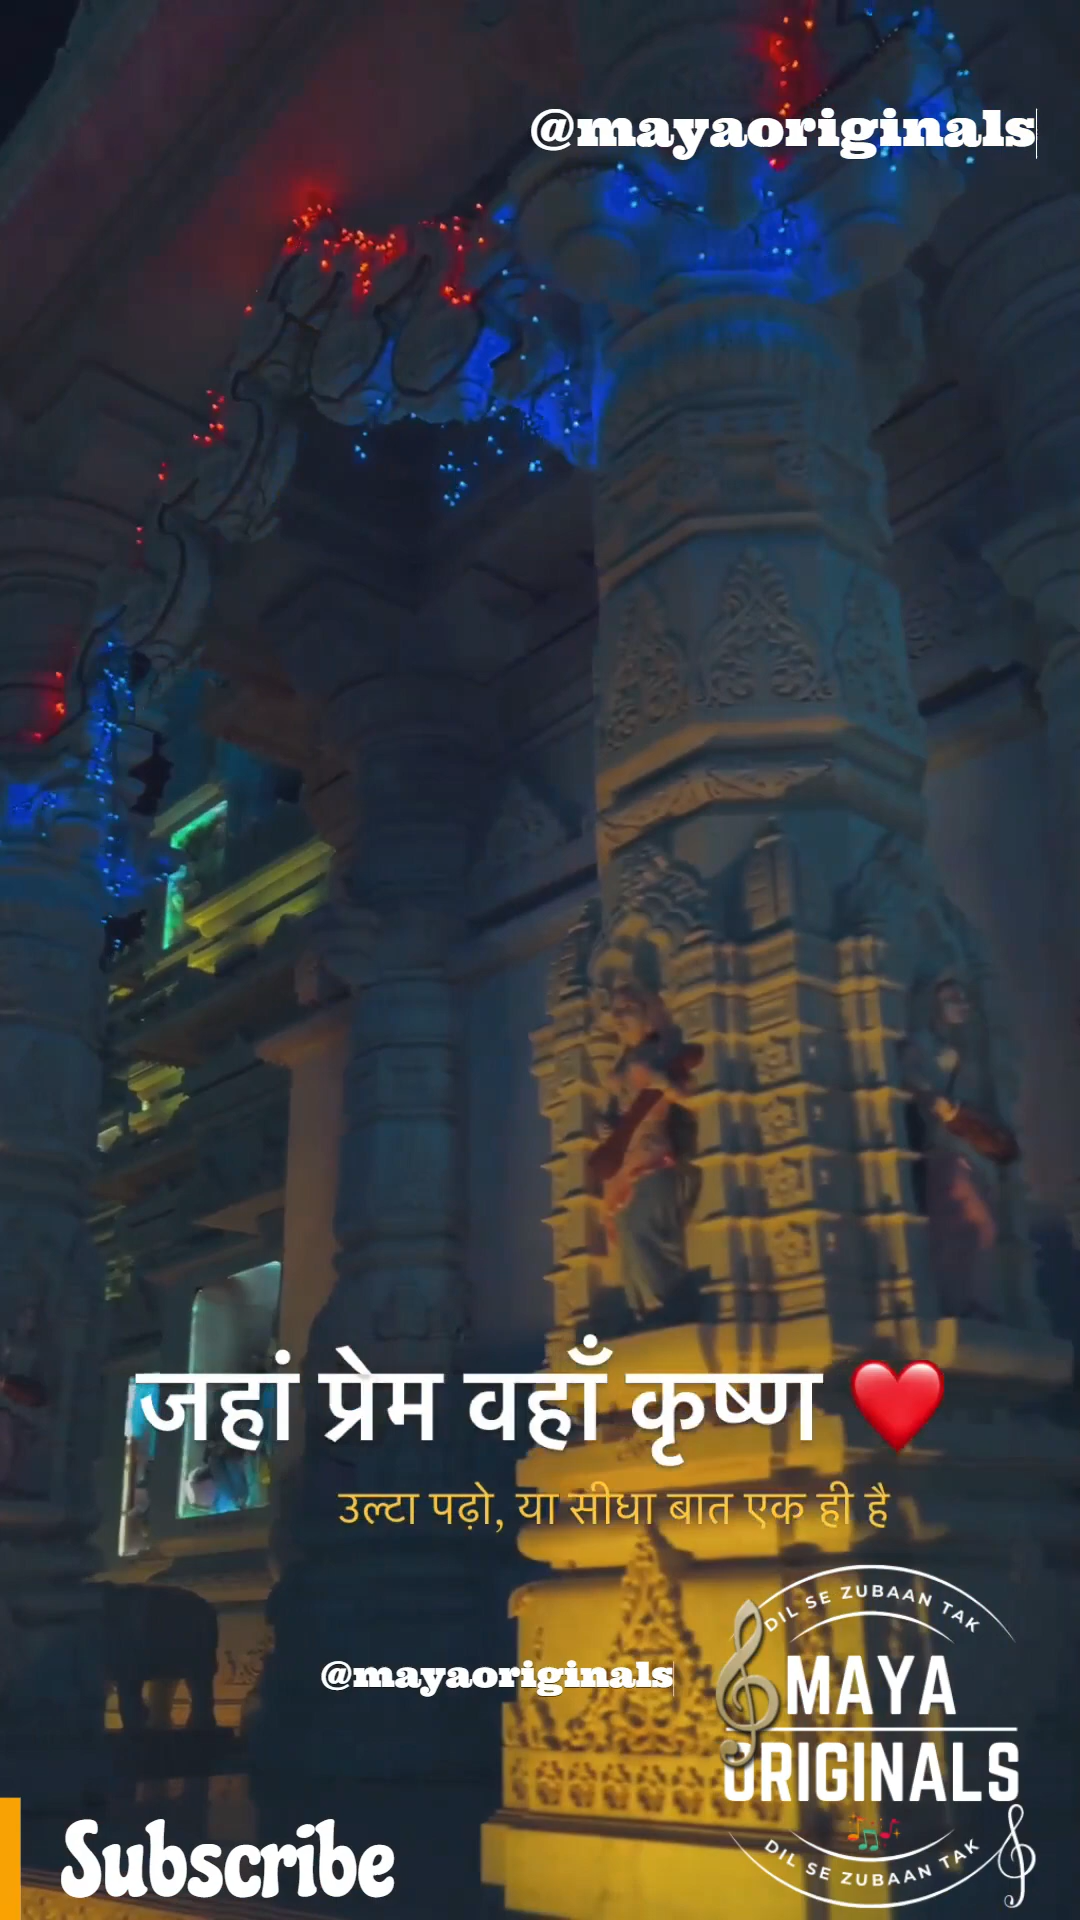 @mayaoriginals
जहां प्रेम वहाँ कृष्ण ❤️
उल्टा पढ़ो, या सीधा बात एक ही है
DIL SE ZUBAAN TAK
@mayaoriginals
MAYA
ORIGINALS
DIL SE ZUBAAN TAK
Subscribe